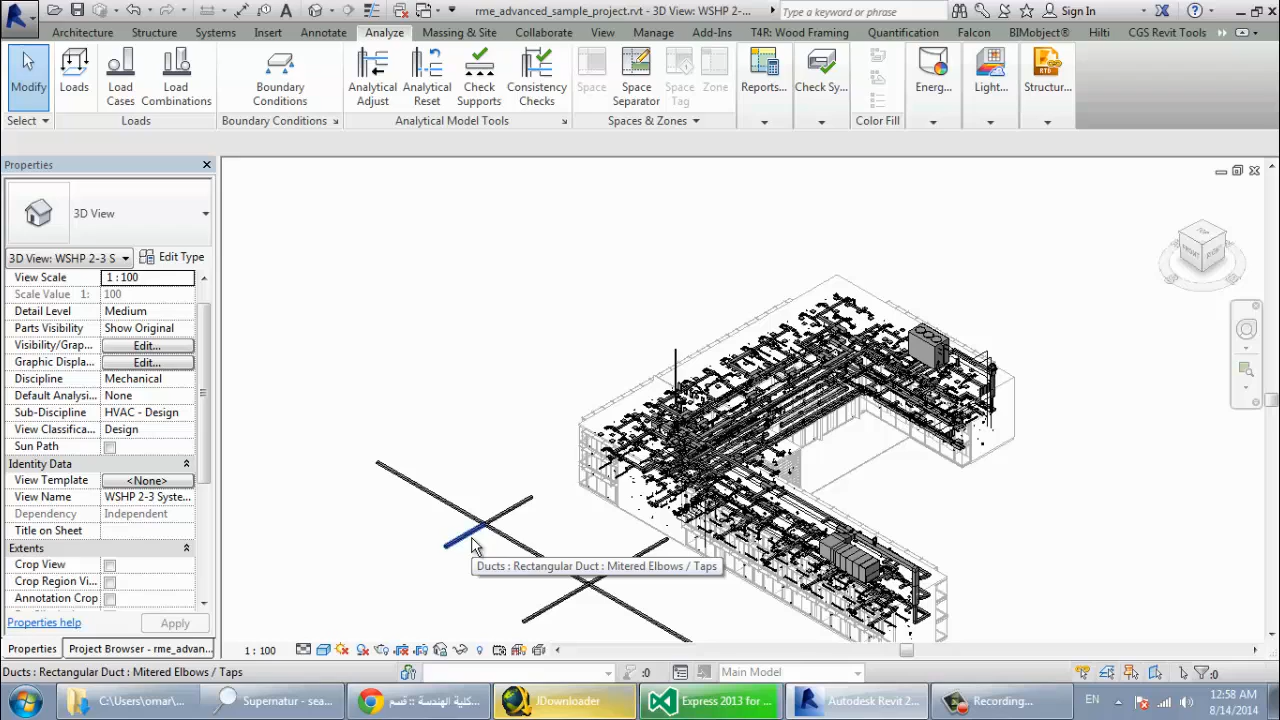 rme_advanced_sample_project.rvt - 3D View: WSHP 2-3...
Type a keyword or phrase
Sign In
Architecture Structure Systems Insert Annotate Analyze Massing & Site Collaborate View Manage Add-Ins T4R: Wood Framing Quantification Falcon BIMobject® Hilti CGS Revit Tools
Modify
Loads
Load Cases
Load Combinations
Boundary Conditions
Analytical Adjust
Analytical Reset
Check Supports
Consistency Checks
Space
Space Separator
Space Tag
Zone
Reports...
Check Sy...
Energ...
Light...
Structur...
Select
Loads
Boundary Conditions
Analytical Model Tools
Spaces & Zones
Color Fill
Properties
3D View
3D View: WSHP 2-3 S
Edit Type
View Scale 1 : 100
Scale Value 1: 100
Detail Level Medium
Parts Visibility Show Original
Visibility/Grap... Edit...
Graphic Displa... Edit...
Discipline Mechanical
Default Analysi... None
Sub-Discipline HVAC - Design
View Classifica... Design
Sun Path
Identity Data
View Template <None>
View Name WSHP 2-3 Syste...
Dependency Independent
Title on Sheet
Extents
Crop View
Crop Region Vi...
Annotation Crop
Properties help
Apply
Properties
Project Browser - rme_advan...
TOP
FRONT
Ducts : Rectangular Duct : Mitered Elbows / Taps
1 : 100
Ducts : Rectangular Duct : Mitered Elbows / Taps
:0
Main Model
:0
C:\Users\omar/...
Supernatur - sea...
كلية الهندسة :: قسم ...
JDownloader
Express 2013 for ...
Autodesk Revit 2...
Recording...
EN
12:58 AM
8/14/2014